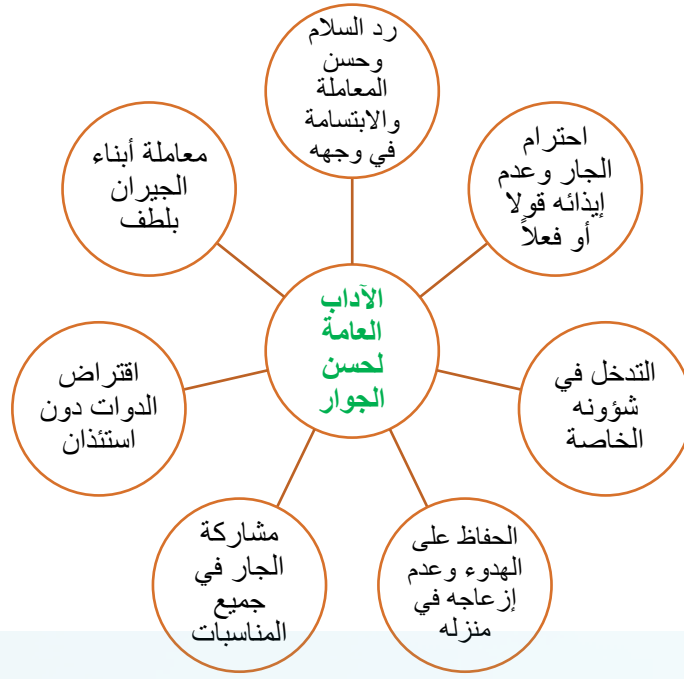 رد السلام
وحسن
المعاملة
والابتسامة
في وجهه
احترام
الجار وعدم
إيذائه قولا
أو فعلاً
التدخل في
شؤونه
الخاصة
الحفاظ على
الهدوء وعدم
إزعاجه في
منزله
مشاركة
الجار في
جميع
المناسبات
اقتراض
الدوات دون
استئذان
معاملة أبناء
الجيران
بلطف
الآداب
العامة
لحسن
الجوار